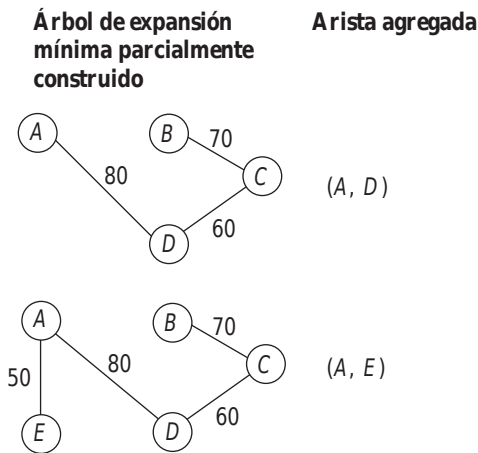 Árbol de expansión
mínima parcialmente
construido
Arista agregada
A
B
70
80
C
(A, D)
60
D
A
B
70
50
80
C
(A, E)
60
E
D